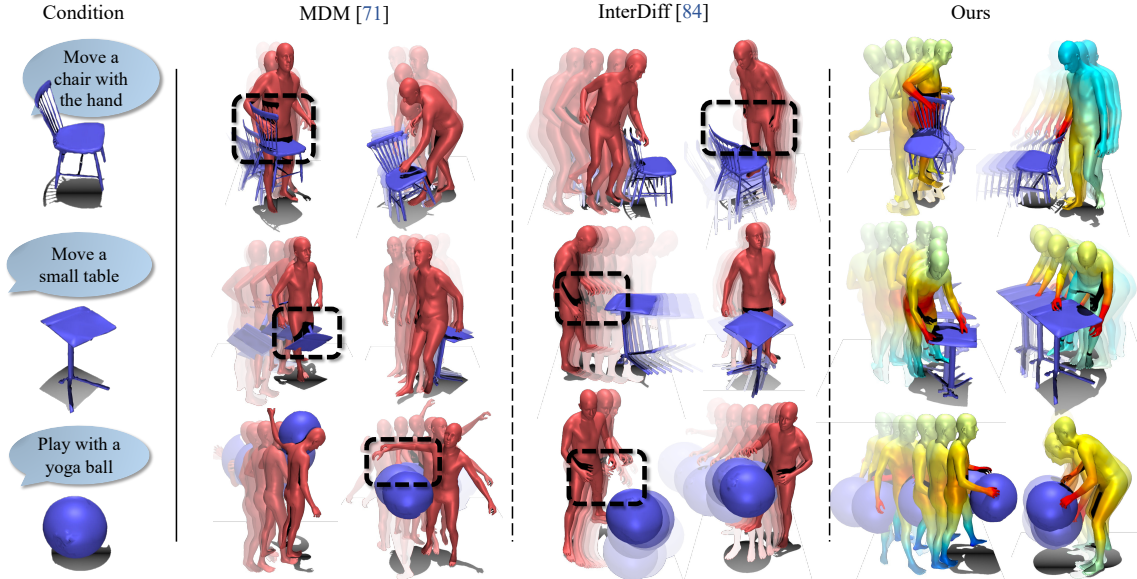 Condition
MDM [71]
InterDiff [84]
Ours
Move a
chair with
the hand
Move a
small table
Play with a
yoga ball